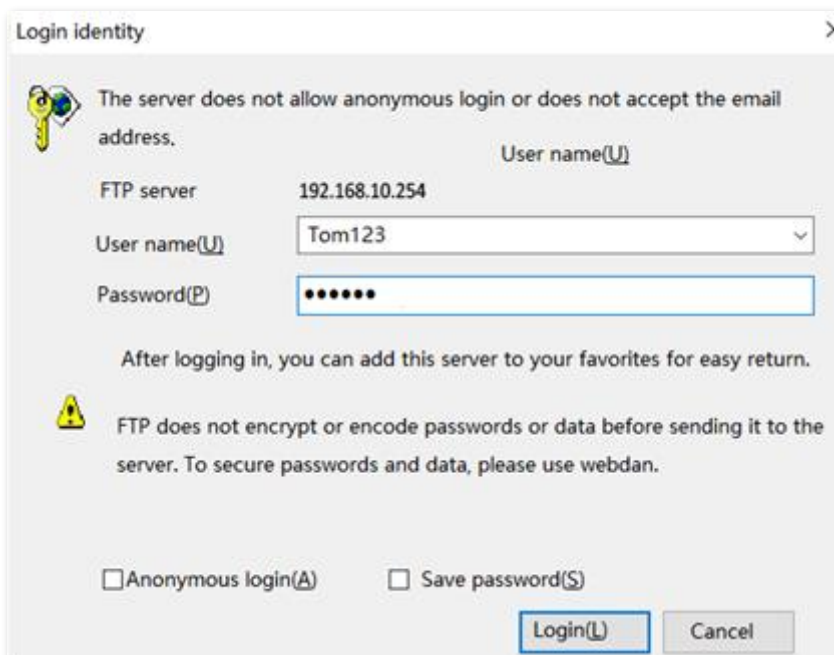 Login identity
The server does not allow anonymous login or does not accept the email
address.
User name(U)
FTP server 192.168.10.254
User name(U) Tom123
Password(P) ••••••
After logging in, you can add this server to your favorites for easy return.
FTP does not encrypt or encode passwords or data before sending it to the
server. To secure passwords and data, please use webdan.
Anonymous login(A) Save password(S)
Login(L) Cancel